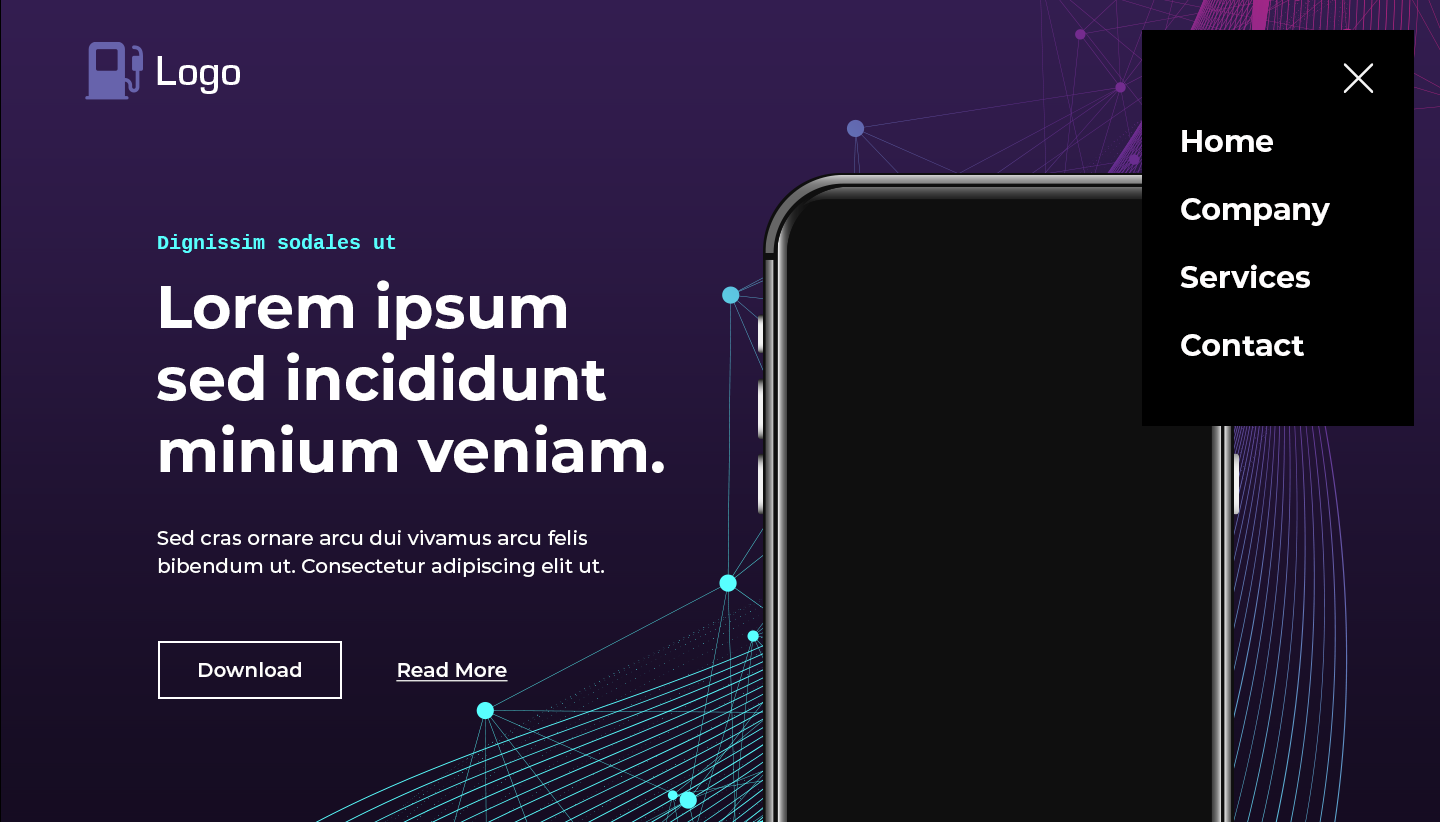 Logo
Home
Company
Services
Contact
Dignissim sodales ut
Lorem ipsum
sed incididunt
minium veniam.
Sed cras ornare arcu dui vivamus arcu felis
bibendum ut. Consectetur adipiscing elit ut.
Download
Read More